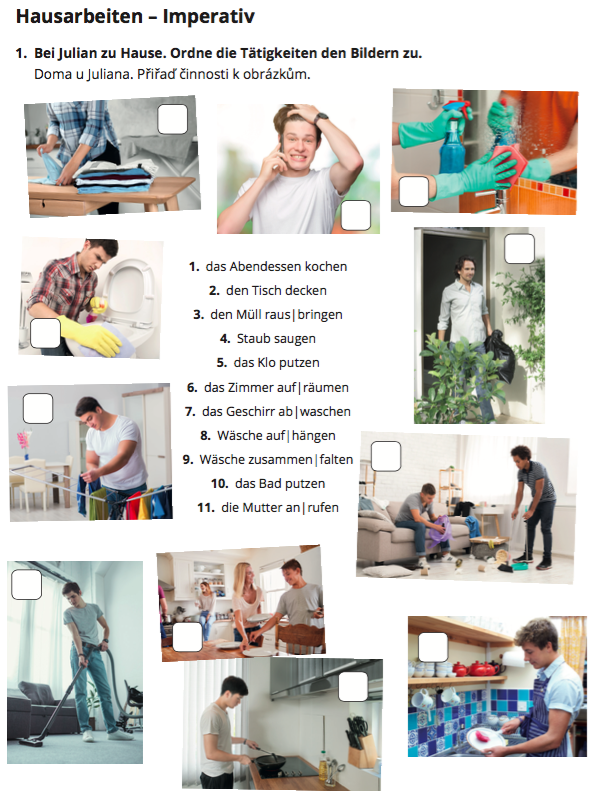 Hausarbeiten – Imperativ
1. Bei Julian zu Hause. Ordne die Tätigkeiten den Bildern zu.
Doma u Juliana. Přiřaď činnosti k obrázkům.
1. das Abendessen kochen
2. den Tisch decken
3. den Müll raus|bringen
4. Staub saugen
5. das Klo putzen
6. das Zimmer auf|räumen
7. das Geschirr ab|waschen
8. Wäsche auf|hängen
9. Wäsche zusammen|falten
10. das Bad putzen
11. die Mutter an|rufen